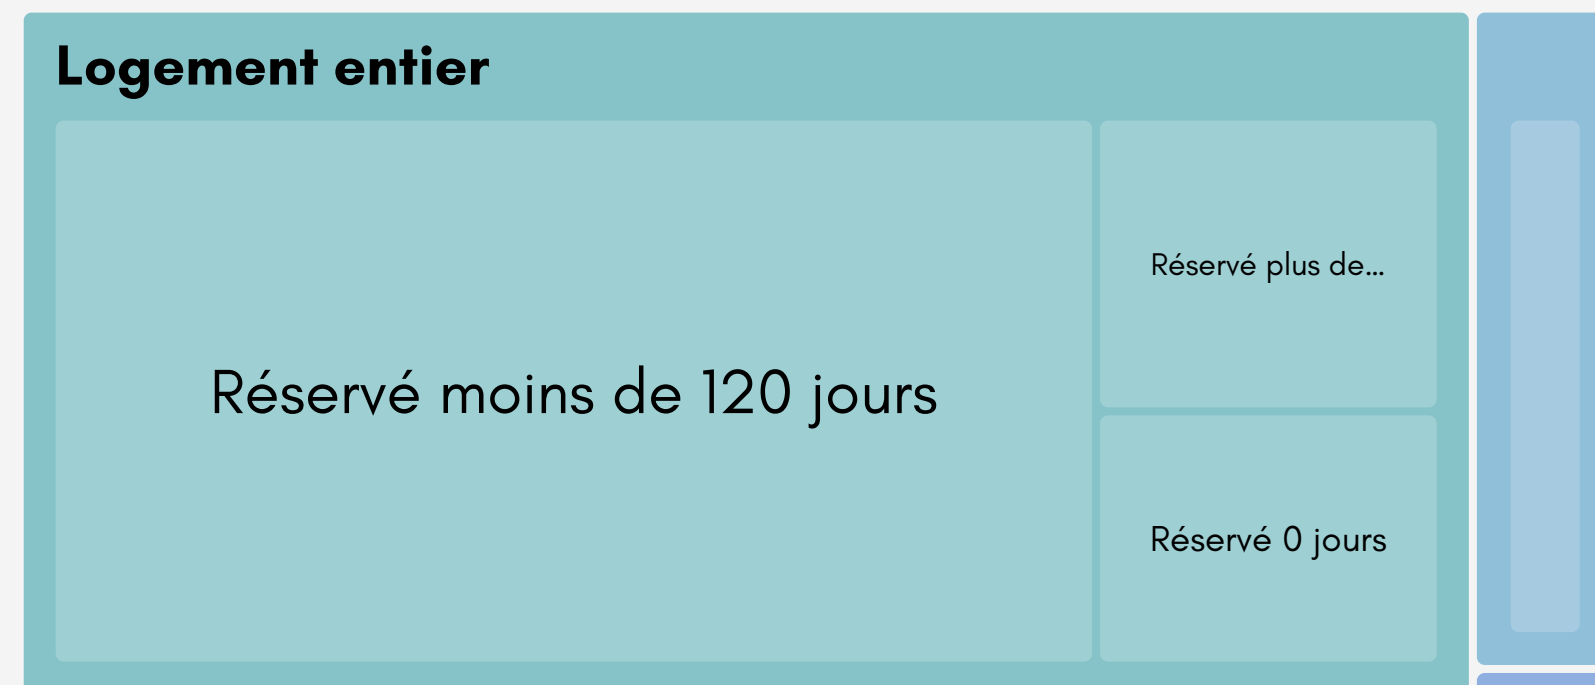 Logement entier
Réservé moins de 120 jours
Réservé plus de...
Réservé 0 jours